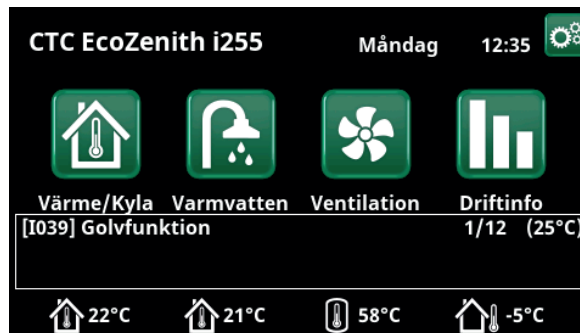 CTC EcoZenith i255 Måndag 12:35
Värme/Kyla Varmvatten Ventilation Driftinfo
[I039] Golvfunktion 1/12 (25°C)
22°C 21°C 58°C -5°C